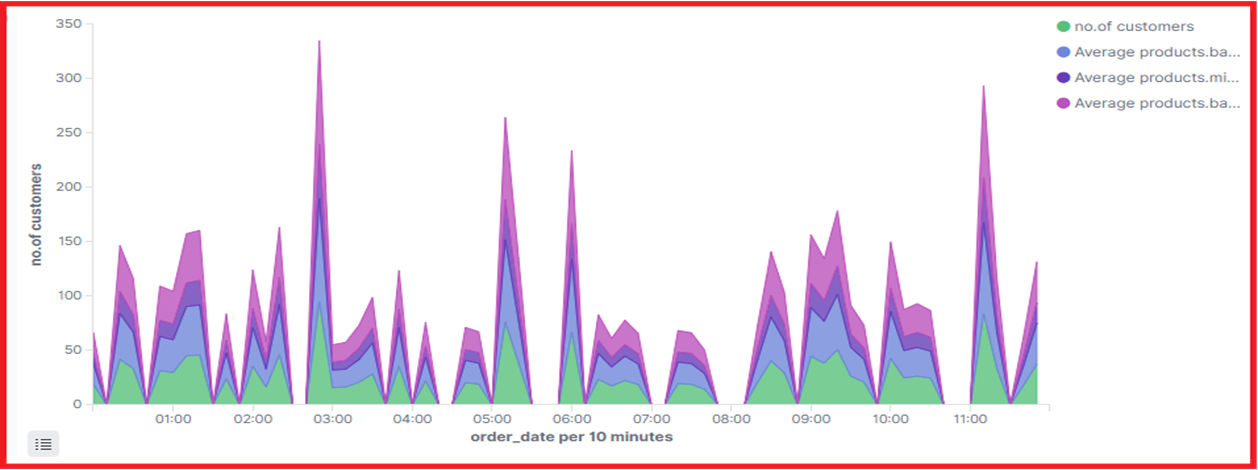 350
300
250
200
150
100
50
0
no.of customers
01:00 02:00 03:00 04:00 05:00 06:00 07:00 08:00 09:00 10:00 11:00
order_date per 10 minutes
no.of customers
Average products.ba...
Average products.mi...
Average products.ba...